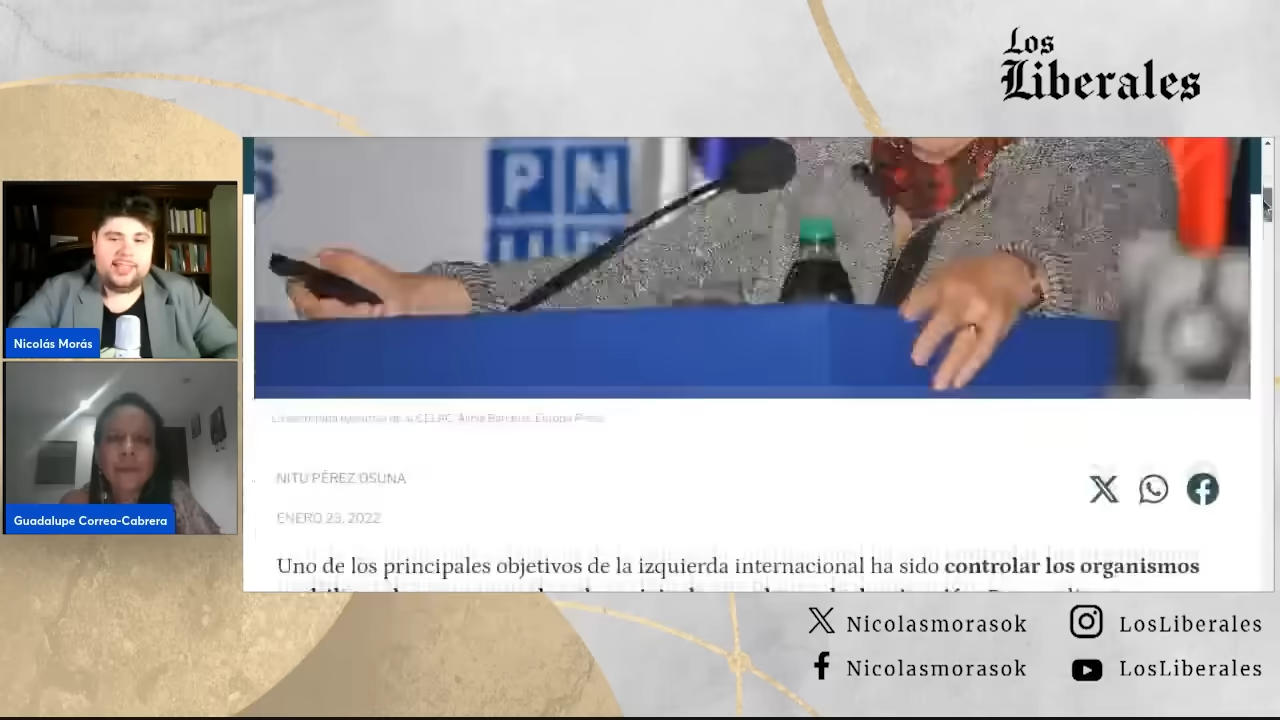 Los
Liberales
S
P N
U D
Nicolás Morás
Guadalupe Correa-Cabrera
NITU PÉREZ OSUNA
ENERO 23, 2022
Uno de los principales objetivos de la izquierda internacional ha sido controlar los organismos
Nicolasmorasok
LosLiberales
Nicolasmorasok
LosLiberales